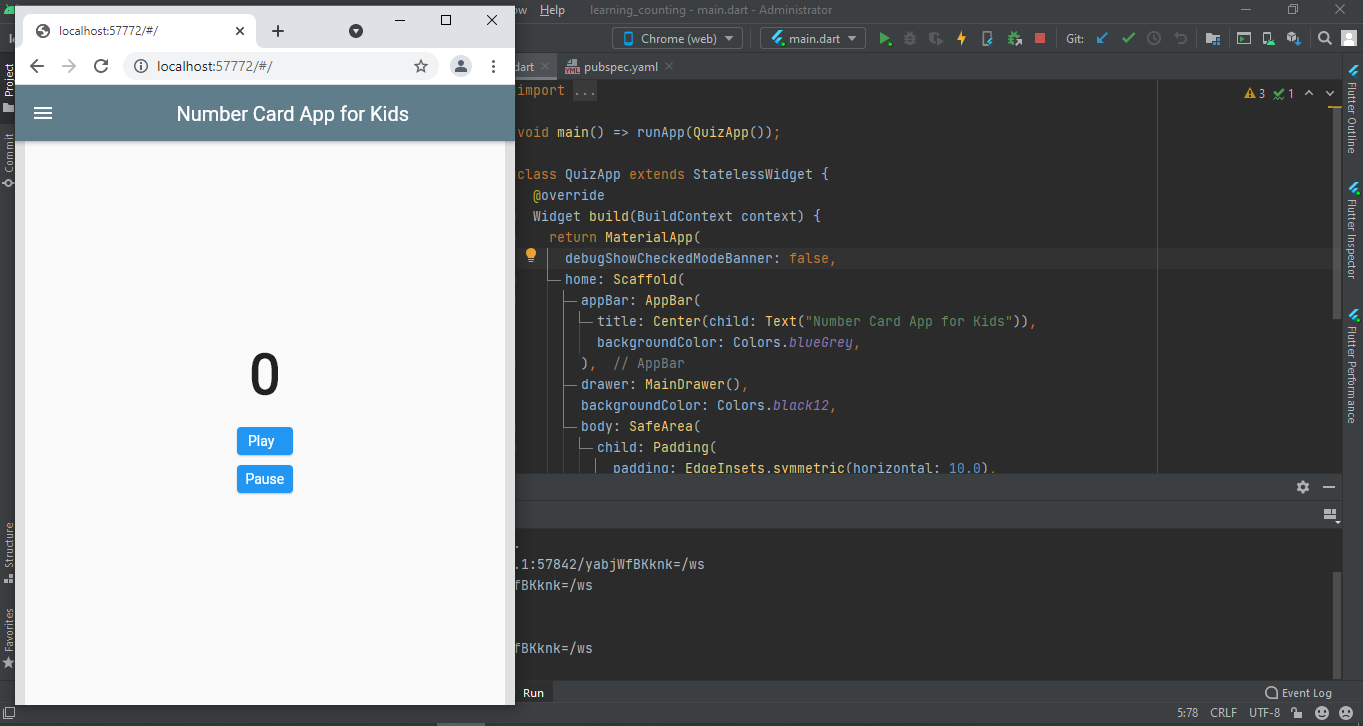 localhost:57772/#/
localhost:57772/#/
Number Card App for Kids
0
Play
Pause
Help
learning_counting - main.dart - Administrator
Chrome (web)
main.dart
Git:
dart
pubspec.yaml
import ...
void main() => runApp(QuizApp());
class QuizApp extends StatelessWidget {
@override
Widget build(BuildContext context) {
return MaterialApp(
debugShowCheckedModeBanner: false,
home: Scaffold(
appBar: AppBar(
title: Center(child: Text("Number Card App for Kids")),
backgroundColor: Colors.blueGrey,
), // AppBar
drawer: MainDrawer(),
backgroundColor: Colors.black12,
body: SafeArea(
child: Padding(
padding: EdgeInsets.symmetric(horizontal: 10.0),
3 1
.1:57842/yabjWfBKknk=/ws
fBKknk=/ws
fBKknk=/ws
Run
Event Log
5:78 CRLF UTF-8
Project
Commit
Structure
Favorites
Flutter Outline
Flutter Inspector
Flutter Performance